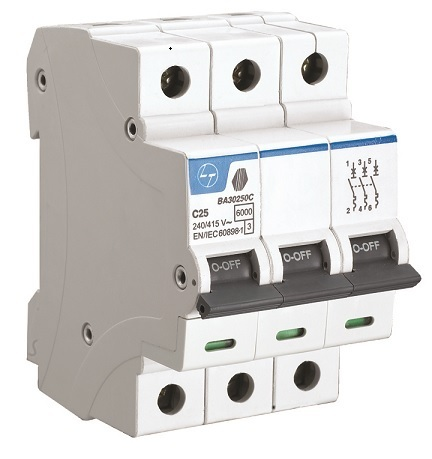 BA30250C
C25
6000
240/415 V~
EN/IEC60898-1
3
1 3 5
2 4 6
O-OFF O-OFF O-OFF